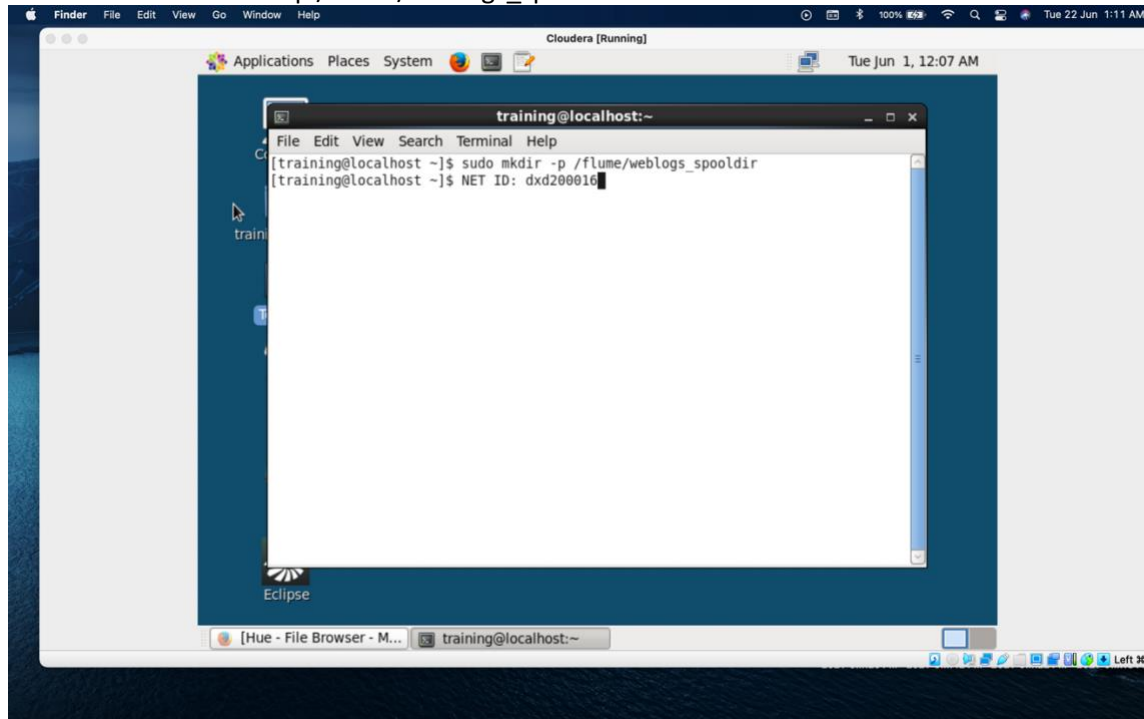 Finder File Edit View Go Window Help 100% Tue 22 Jun 1:11 AM
Cloudera [Running]
Applications Places System Tue Jun 1, 12:07 AM
training@localhost:~
File Edit View Search Terminal Help
[training@localhost ~]$ sudo mkdir -p /flume/weblogs_spooldir
[training@localhost ~]$ NET ID: dxd200016
traini
Eclipse
[Hue - File Browser - M... training@localhost:~
Left ⌘